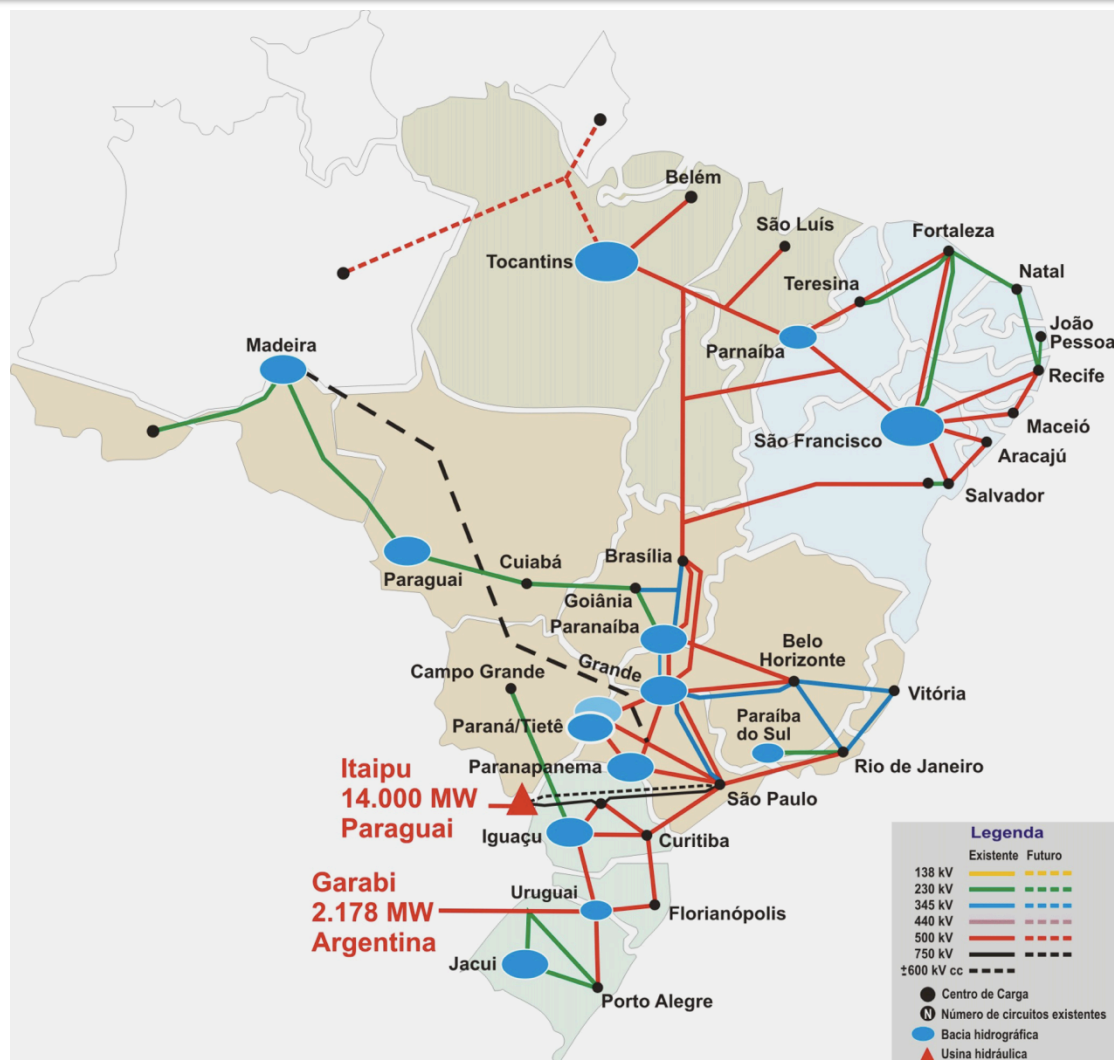 Belém
São Luís
Fortaleza
Tocantins
Teresina
Natal
Madeira
Parnaíba
João
Pessoa
Recife
São Francisco
Maceió
Aracajú
Salvador
Brasília
Cuiabá
Paraguai
Goiânia
Paranaíba
Belo
Horizonte
Grande
Campo Grande
Vitória
Paraná/Tietê
Paraíba
do Sul
Paranapanema
Rio de Janeiro
Itaipu
14.000 MW
Paraguai
São Paulo
Iguaçu
Curitiba
Garabi
2.178 MW
Argentina
Uruguai
Florianópolis
Jacui
Porto Alegre
Legenda
Existente Futuro
138 kV
230 kV
345 kV
440 kV
500 kV
750 kV
±600 kV cc
Centro de Carga
N Número de circuitos existentes
Bacia hidrográfica
Usina hidráulica